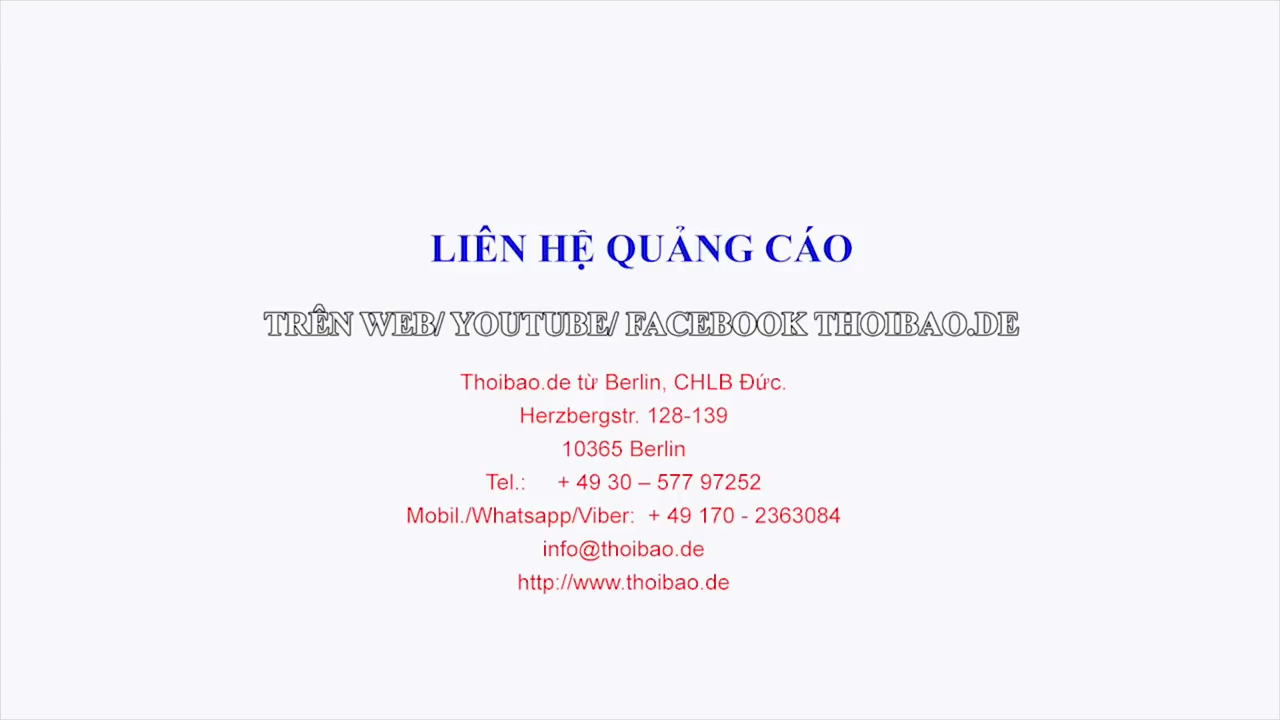 LIÊN HỆ QUẢNG CÁO
TRÊN WEB/ YOUTUBE/ FACEBOOK THOIBAO.DE
Thoibao.de từ Berlin, CHLB Đức.
Herzbergstr. 128-139
10365 Berlin
Tel.: + 49 30 – 577 97252
Mobil./Whatsapp/Viber: + 49 170 - 2363084
info@thoibao.de
http://www.thoibao.de